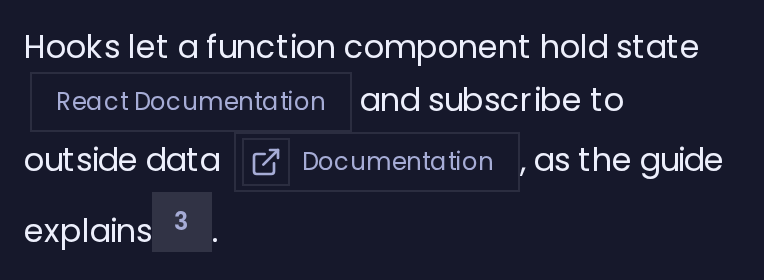 Hooks let a function component hold state
React Documentation and subscribe to
outside data Documentation, as the guide
explains 3.